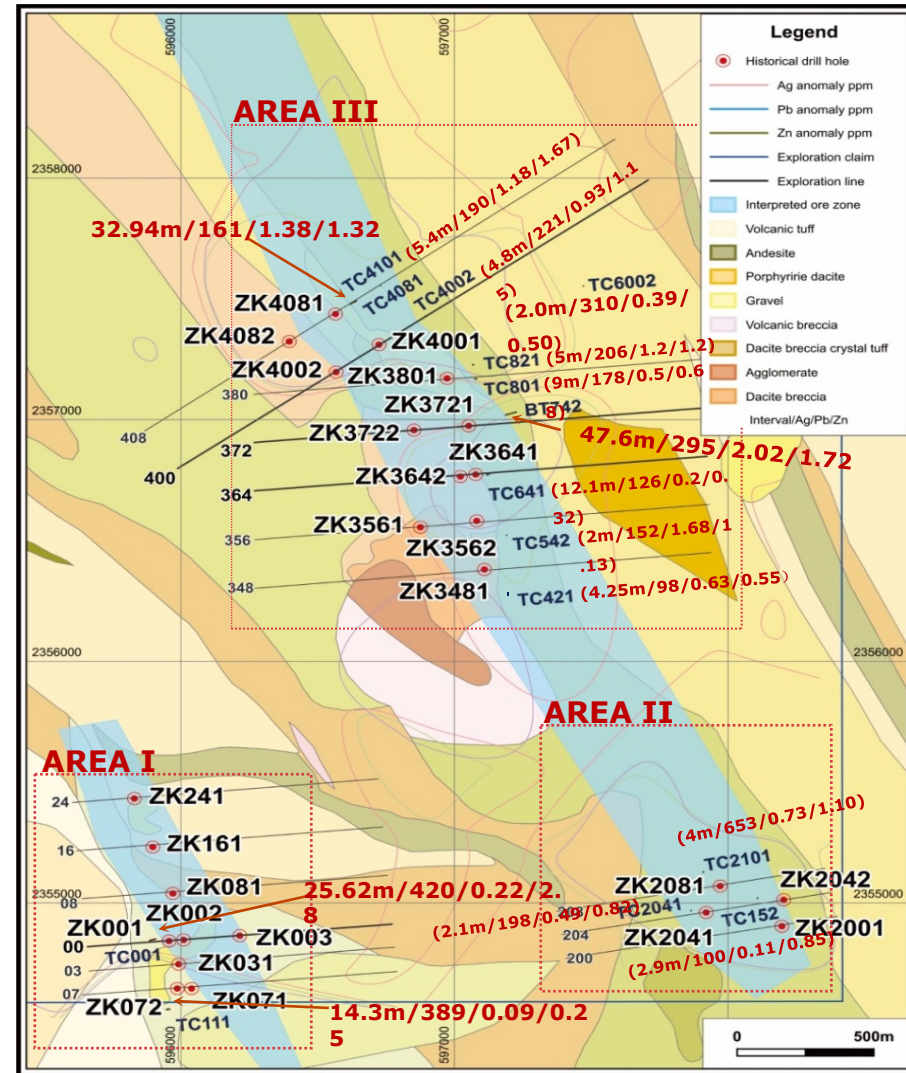 596000
597000
Legend
Historical drill hole
Ag anomaly ppm
Pb anomaly ppm
Zn anomaly ppm
Exploration claim
Exploration line
Interpreted ore zone
Volcanic tuff
Andesite
Porphyririe dacite
Gravel
Volcanic breccia
Dacite breccia crystal tuff
Agglomerate
Dacite breccia
Interval/Ag/Pb/Zn
AREA III
2358000
32.94m/161/1.38/1.32
TC4101 (5.4m/190/1.18/1.67)
TC4081
TC4002 (4.8m/221/0.93/1.1
5)
TC6002
(2.0m/310/0.39/
0.50)
ZK4081
ZK4082
ZK4001
ZK4002
ZK3801
TC821 (5m/206/1.2/1.2)
TC801 (9m/178/0.5/0.6
8)
380
ZK3721
BT742
2357000
408
ZK3722
372
47.6m/295/2.02/1.72
400
ZK3641
ZK3642
364
TC641 (12.1m/126/0.2/0.
32)
ZK3561
356
ZK3562
TC542 (2m/152/1.68/1
.13)
348
ZK3481
TC421 (4.25m/98/0.63/0.55)
2356000
2356000
AREA II
AREA I
24
ZK241
16
ZK161
(4m/653/0.73/1.10)
TC2101
ZK081
08
2355000
25.62m/420/0.22/2.
8
ZK002
ZK001
00
TC001
ZK003
ZK2081
ZK2042
2355000
TC2041
(2.1m/198/0.49/0.82)
204
TC152
ZK2041
ZK2001
200
(2.9m/100/0.11/0.85)
03
ZK031
07
ZK072
ZK071
14.3m/389/0.09/0.2
5
TC111
596000
597000
0
500m